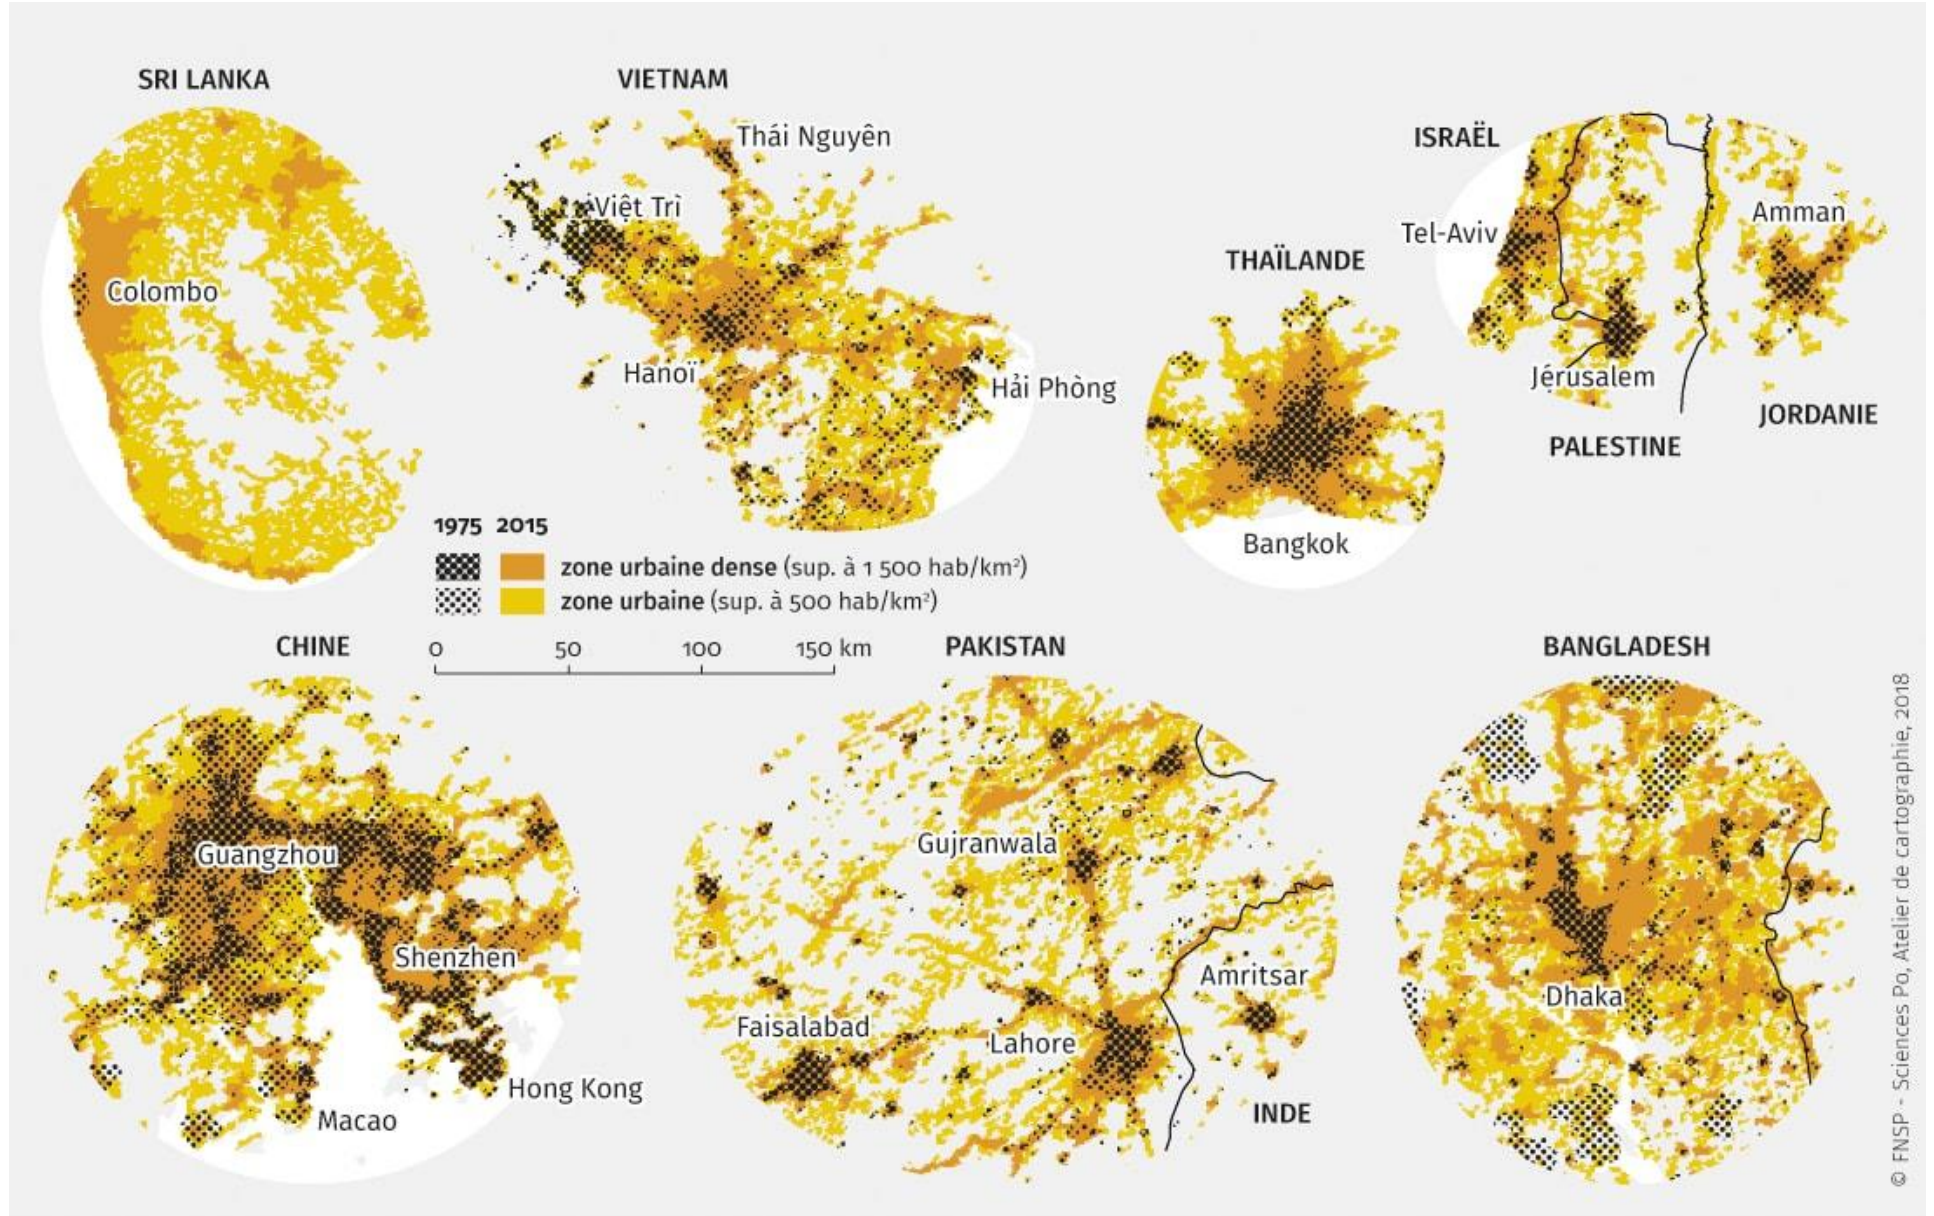 SRI LANKA
Colombo
VIETNAM
Thái Nguyên
Việt Trì
Hanoï
Hải Phòng
THAÏLANDE
Bangkok
ISRAËL
Tel-Aviv
Amman
Jérusalem
JORDANIE
PALESTINE
1975 2015
zone urbaine dense (sup. à 1 500 hab/km²)
zone urbaine (sup. à 500 hab/km²)
0 50 100 150 km
CHINE
Guangzhou
Shenzhen
Hong Kong
Macao
PAKISTAN
Gujranwala
Amritsar
Faisalabad
Lahore
INDE
BANGLADESH
Dhaka
© FNSP - Sciences Po, Atelier de cartographie, 2018